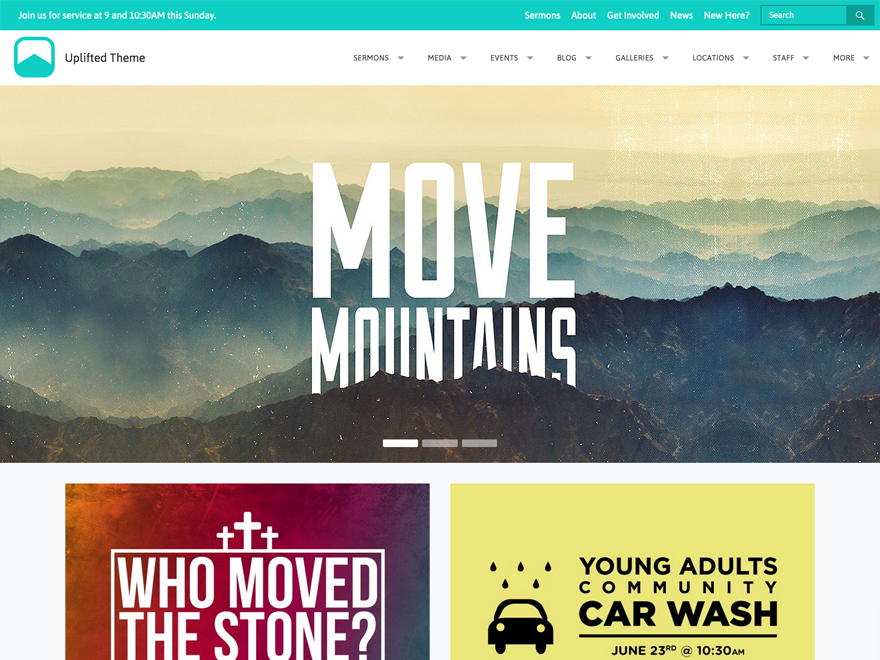 Join us for service at 9 and 10:30AM this Sunday.
Sermons About Get Involved News New Here? Search
Uplifted Theme
SERMONS MEDIA EVENTS BLOG GALLERIES LOCATIONS STAFF MORE
MOVE
MOUNTAINS
WHO MOVED
THE STONE?
YOUNG ADULTS
COMMUNITY
CAR WASH
JUNE 23RD @ 10:30AM